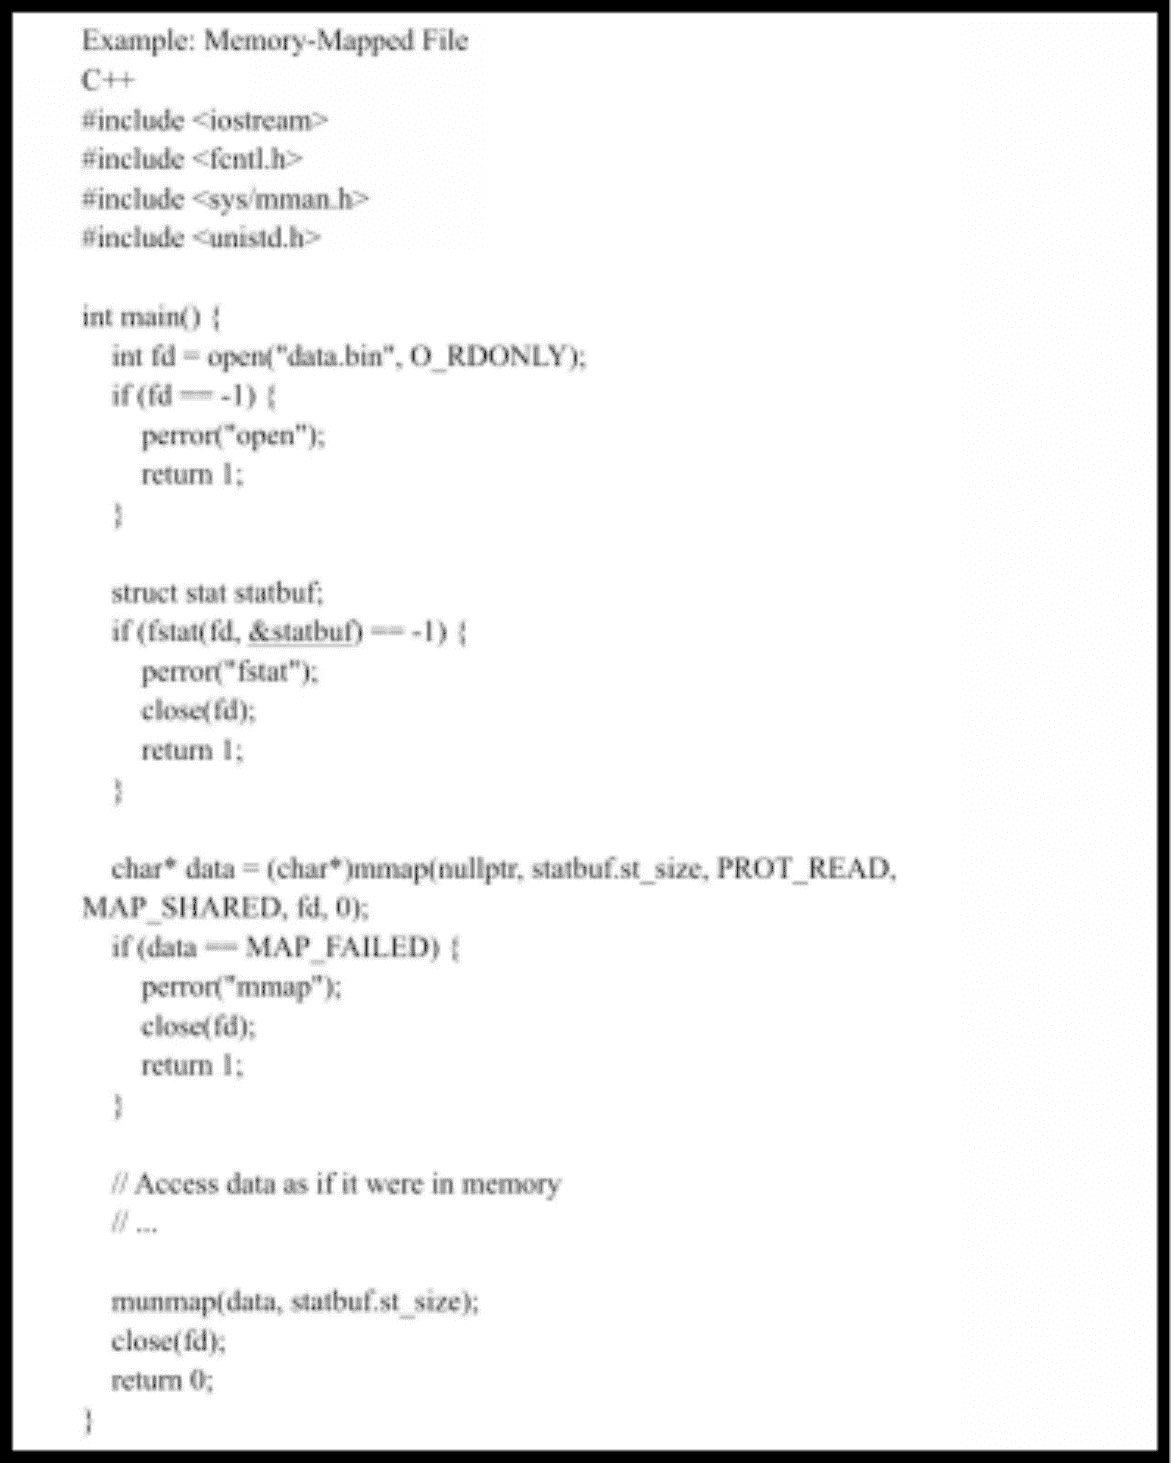 Example: Memory-Mapped File
C++
#include <iostream>
#include <fcntl.h>
#include <sys/mman.h>
#include <unistd.h>
int main() {
int fd = open("data.bin", O_RDONLY);
if (fd == -1) {
perror("open");
return 1;
}
struct stat statbuf;
if (fstat(fd, &statbuf) == -1) {
perror("fstat");
close(fd);
return 1;
}
char* data = (char*)mmap(nullptr, statbuf.st_size, PROT_READ,
MAP_SHARED, fd, 0);
if (data == MAP_FAILED) {
perror("mmap");
close(fd);
return 1;
}
// Access data as if it were in memory
// ...
munmap(data, statbuf.st_size);
close(fd);
return 0;
}